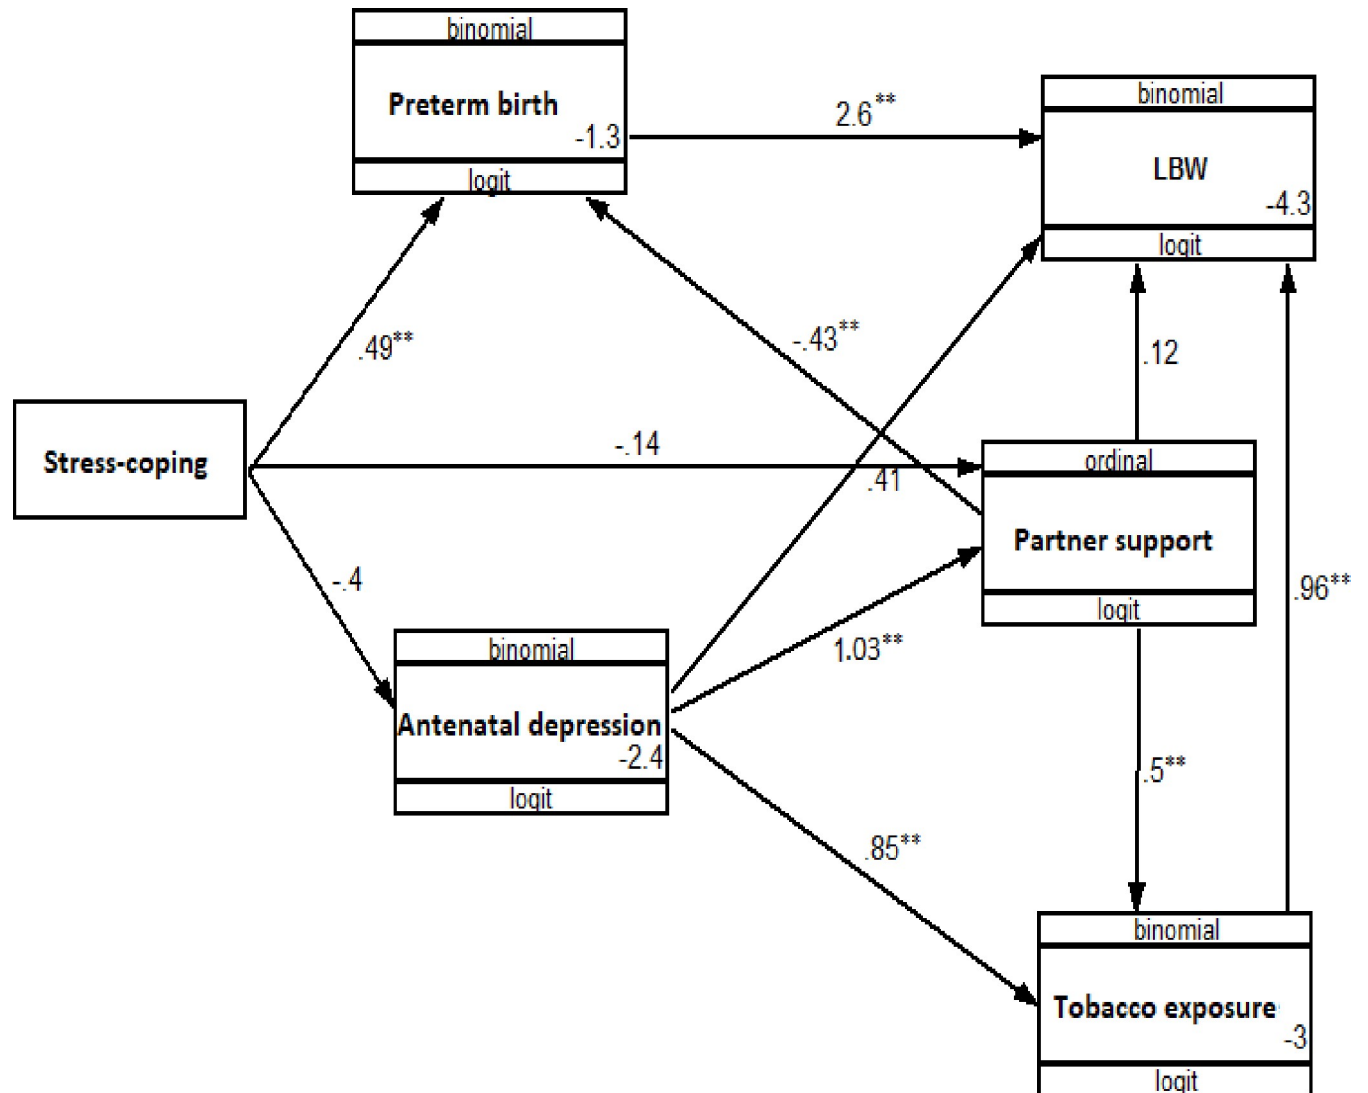 binomial
Preterm birth
-1.3
logit
2.6**
binomial
LBW
-4.3
logit
.49**
-.43**
.12
Stress-coping
-.14
.41
ordinal
Partner support
logit
-.4
1.03**
.96**
binomial
Antenatal depression
-2.4
logit
.5**
.85**
binomial
Tobacco exposure
-3
logit